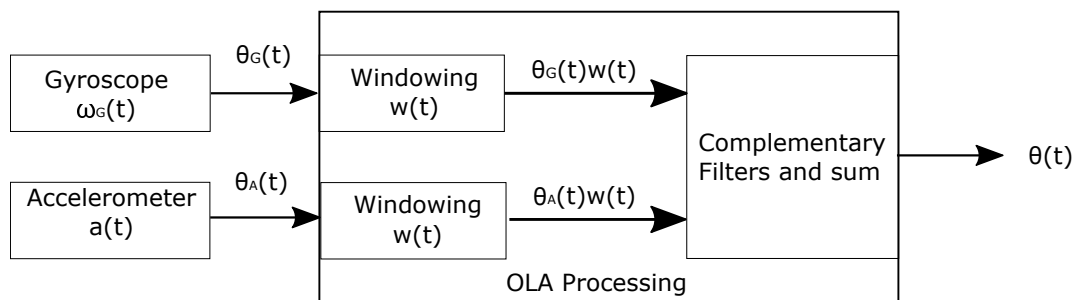 Gyroscope
ωG(t)
θG(t)
Windowing
w(t)
θG(t)w(t)
Accelerometer
a(t)
θA(t)
Windowing
w(t)
θA(t)w(t)
Complementary
Filters and sum
θ(t)
OLA Processing